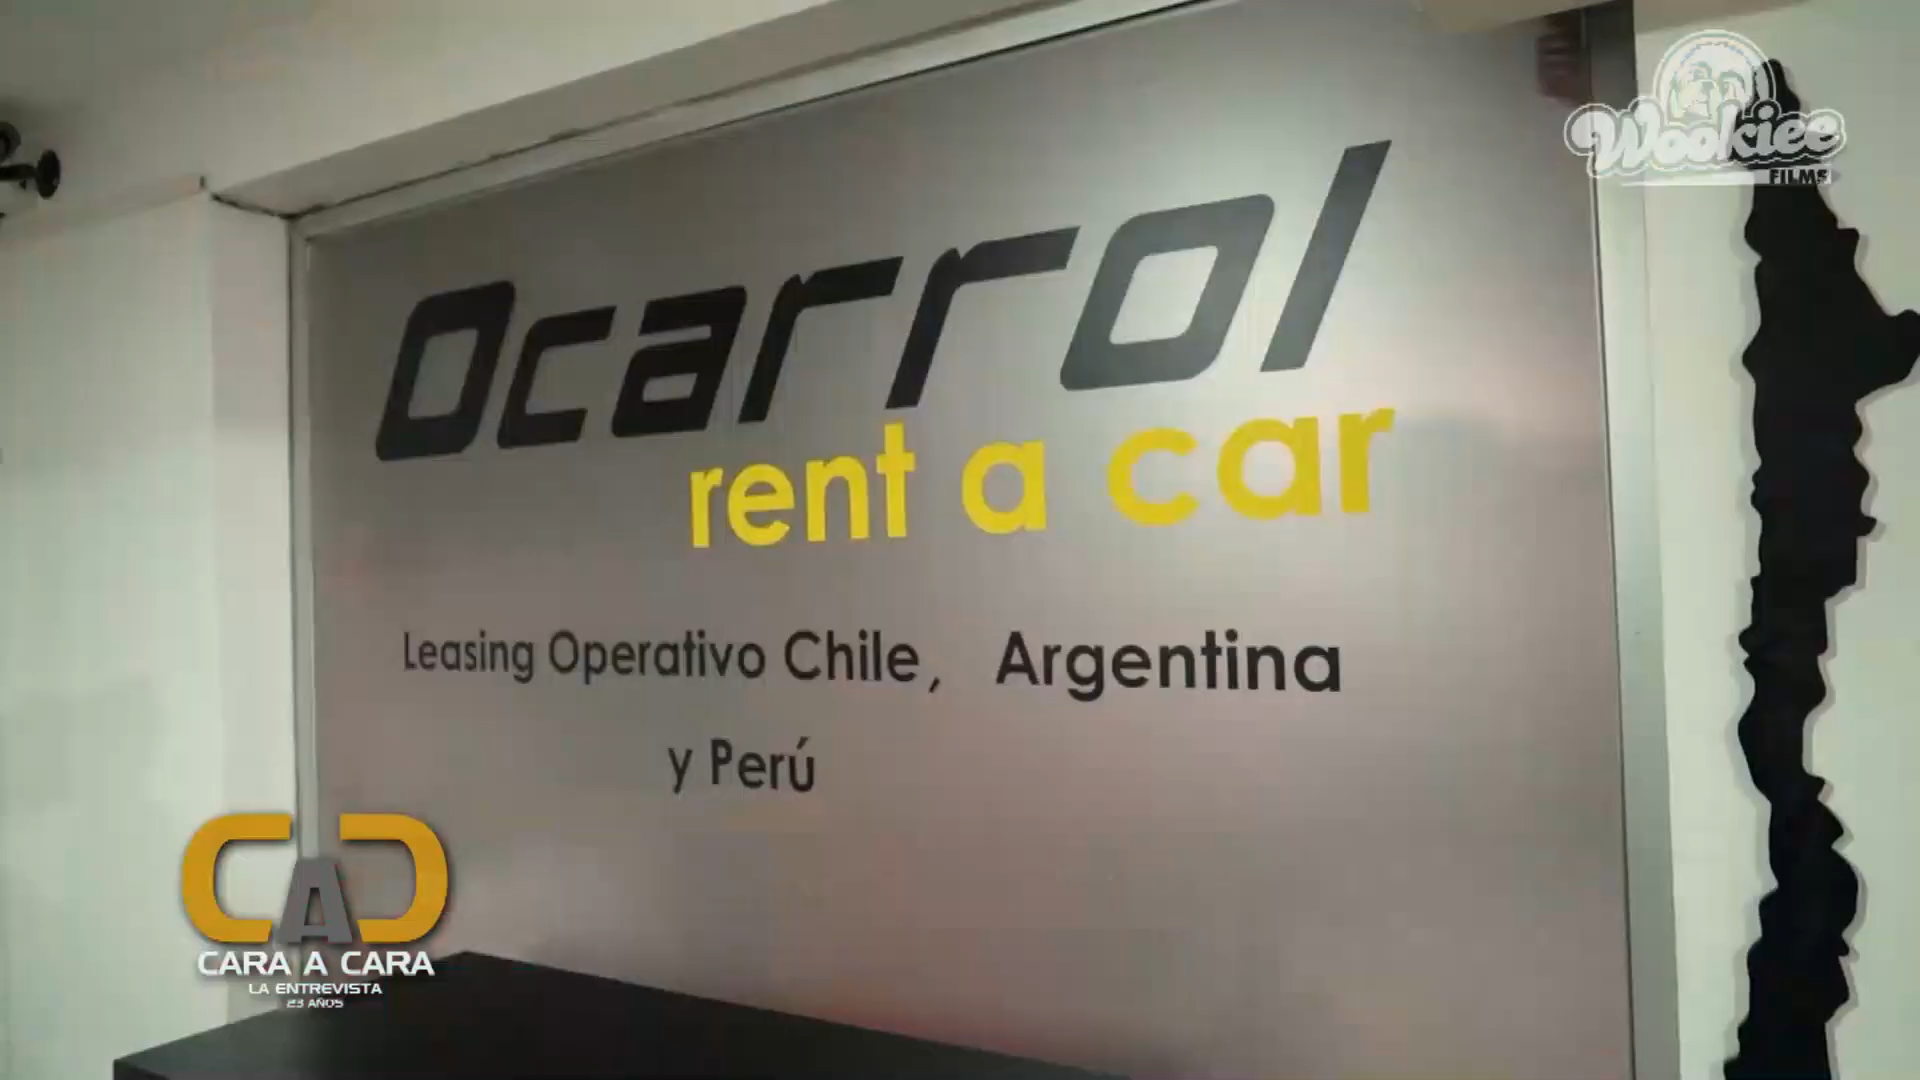 Wookiee
FILMS
Ocarrol
rent a car
Leasing Operativo Chile, Argentina
y Perú
CAC
CARA A CARA
LA ENTREVISTA
23 AÑOS